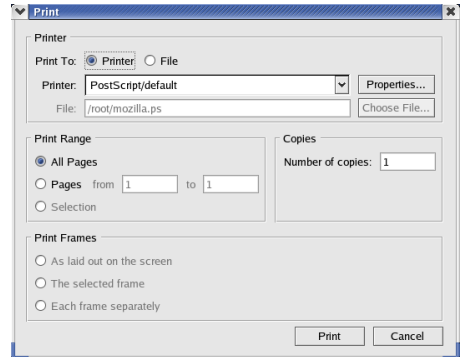 Print
Printer
Print To: Printer File
Printer: PostScript/default Properties...
File: /root/mozilla.ps Choose File...
Print Range
All Pages
Pages from 1 to 1
Selection
Copies
Number of copies: 1
Print Frames
As laid out on the screen
The selected frame
Each frame separately
Print Cancel